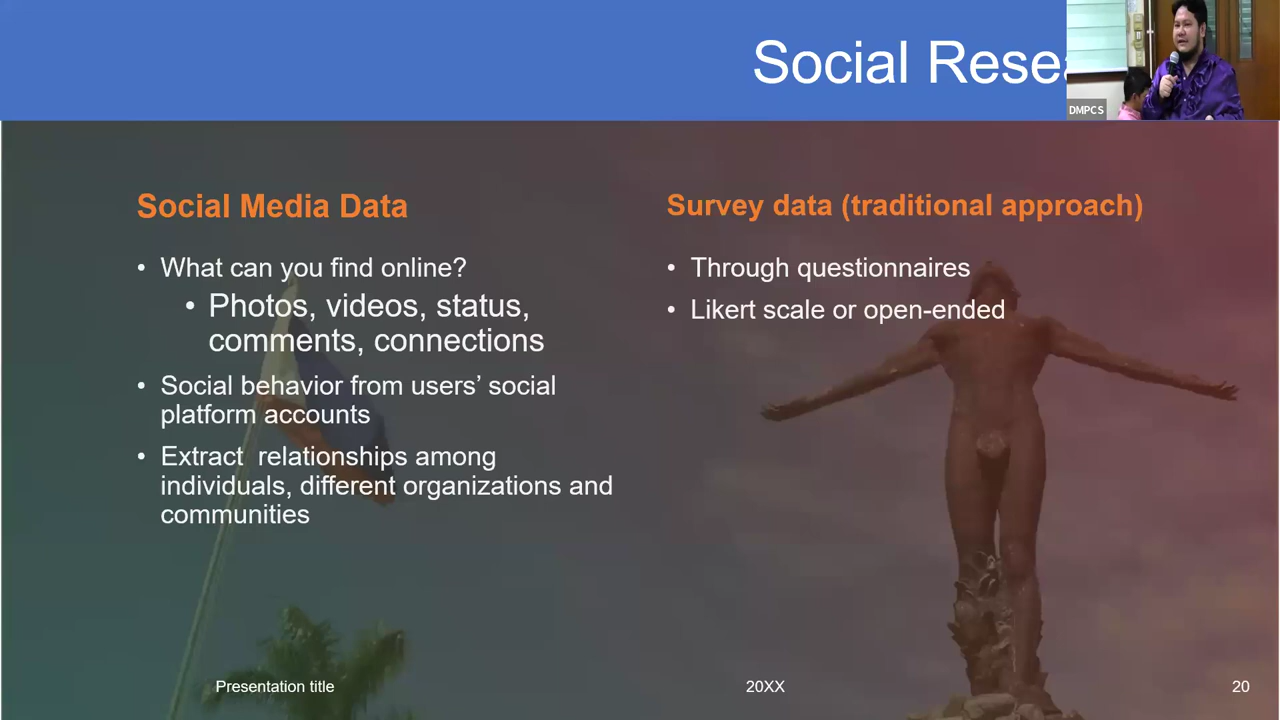 Social
DMPCS
Social Media Data
• What can you find online?
• Photos, videos, status,
comments, connections
• Social behavior from users’ social
platform accounts
• Extract relationships among
individuals, different organizations and
communities
Survey data (traditional approach)
• Through questionnaires
• Likert scale or open-ended
Presentation title
20XX
20